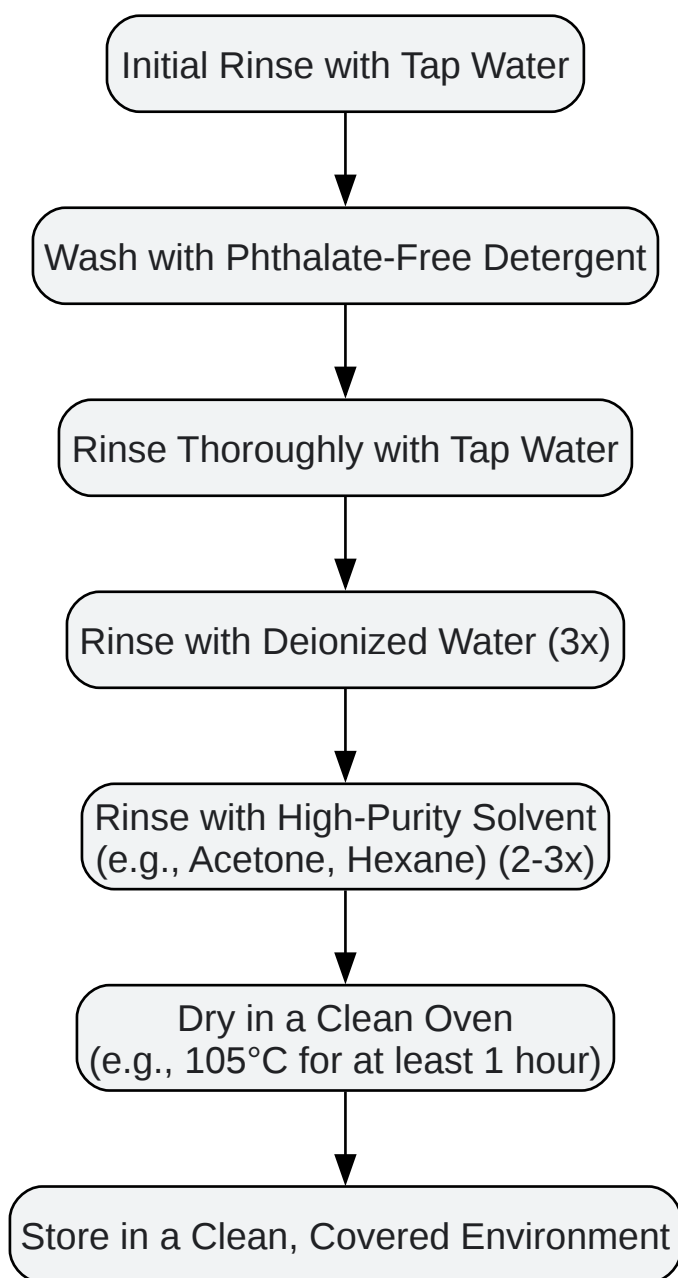 Initial Rinse with Tap Water
Wash with Phthalate-Free Detergent
Rinse Thoroughly with Tap Water
Rinse with Deionized Water (3x)
Rinse with High-Purity Solvent
(e.g., Acetone, Hexane) (2-3x)
Dry in a Clean Oven
(e.g., 105°C for at least 1 hour)
Store in a Clean, Covered Environment